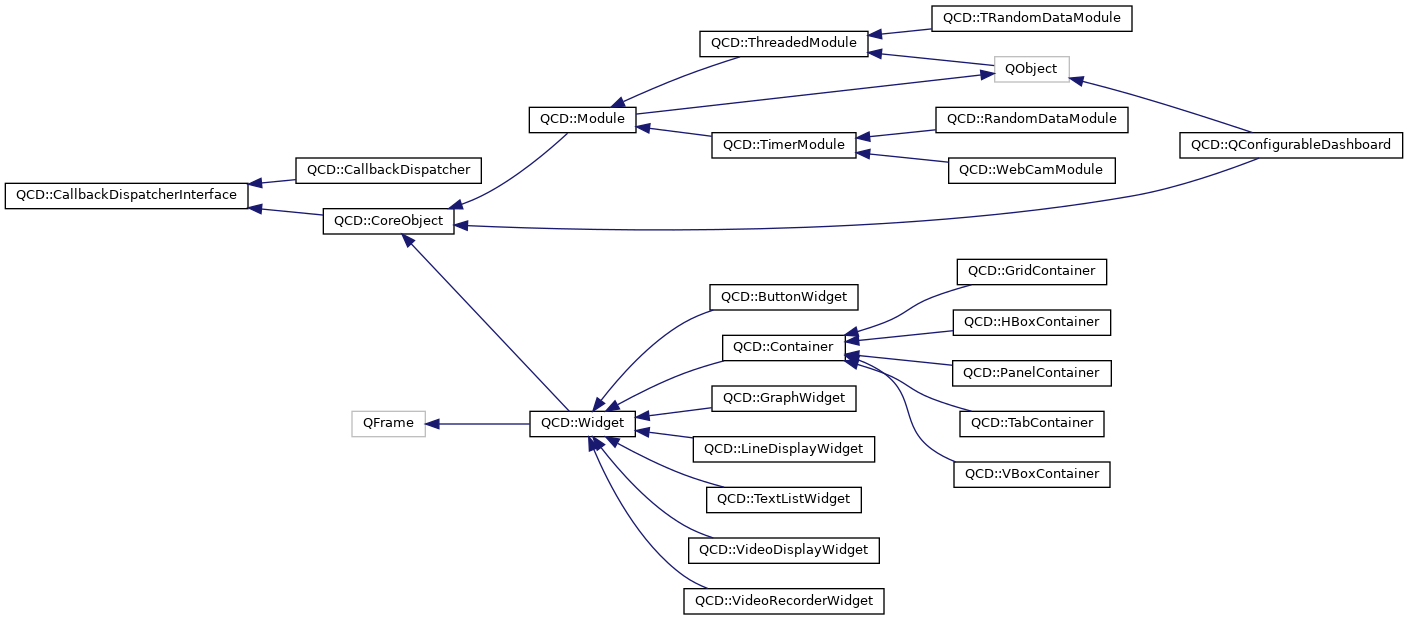 QCD::TRandomDataModule
QCD::ThreadedModule
QObject
QCD::Module
QCD::RandomDataModule
QCD::TimerModule
QCD::QConfigurableDashboard
QCD::CallbackDispatcher
QCD::WebCamModule
QCD::CallbackDispatcherInterface
QCD::CoreObject
QCD::GridContainer
QCD::ButtonWidget
QCD::HBoxContainer
QCD::Container
QCD::PanelContainer
QCD::GraphWidget
QFrame
QCD::Widget
QCD::TabContainer
QCD::LineDisplayWidget
QCD::VBoxContainer
QCD::TextListWidget
QCD::VideoDisplayWidget
QCD::VideoRecorderWidget